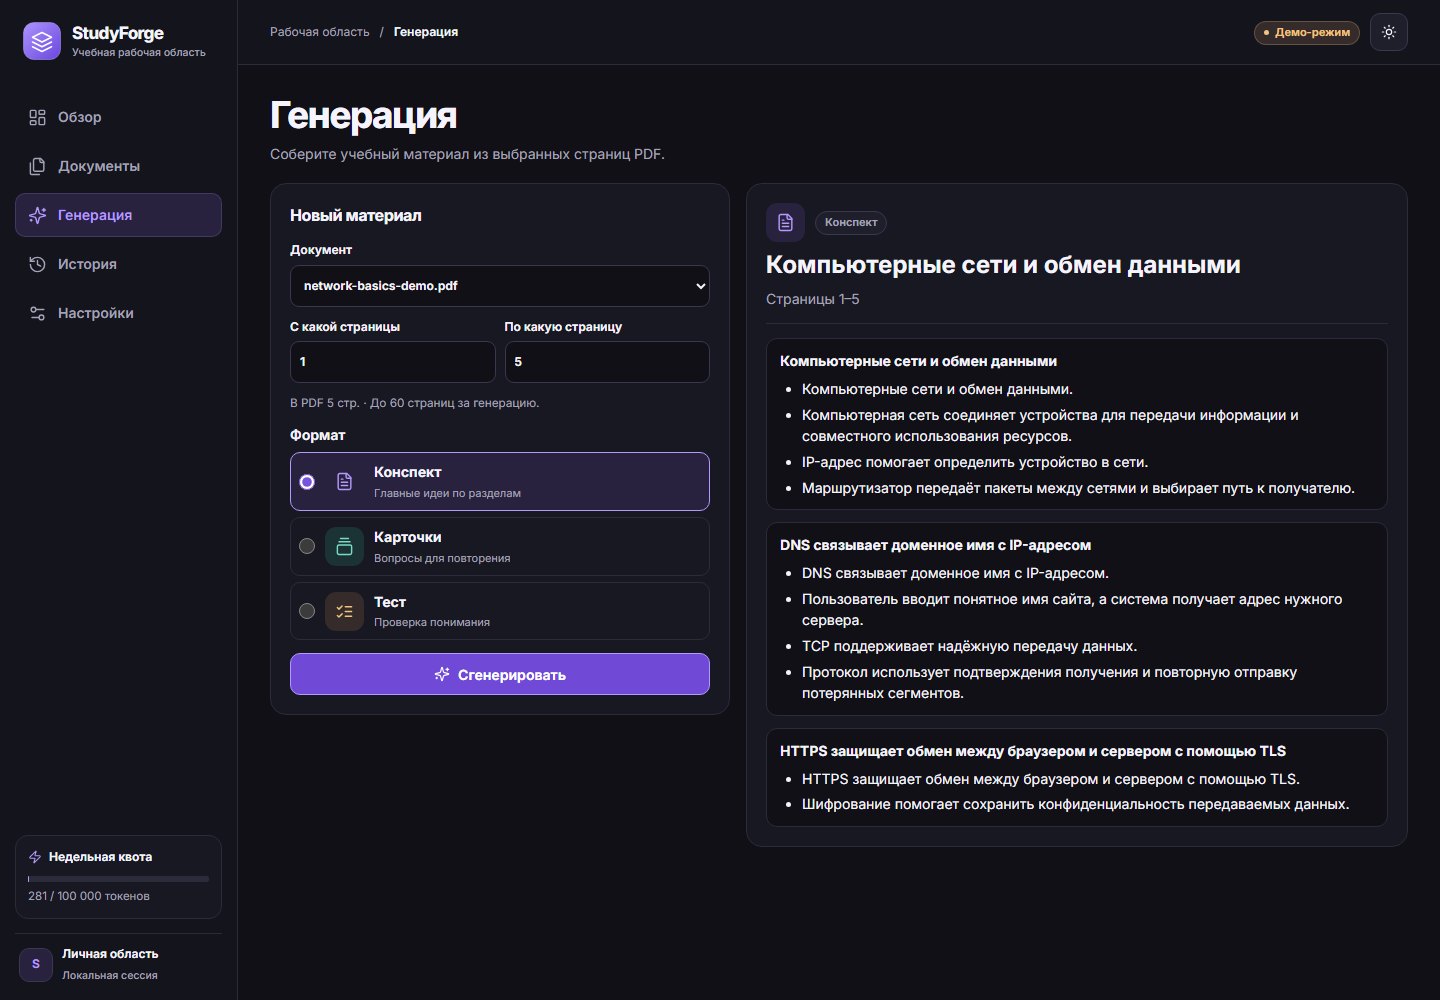 StudyForge
Учебная рабочая область
Обзор
Документы
Генерация
История
Настройки
Недельная квота
281 / 100 000 токенов
S
Личная область
Локальная сессия
Рабочая область / Генерация
Демо-режим
Генерация
Соберите учебный материал из выбранных страниц PDF.
Новый материал
Документ
network-basics-demo.pdf
С какой страницы
По какую страницу
1
5
В PDF 5 стр. · До 60 страниц за генерацию.
Формат
Конспект
Главные идеи по разделам
Карточки
Вопросы для повторения
Тест
Проверка понимания
Сгенерировать
Конспект
Компьютерные сети и обмен данными
Страницы 1–5
Компьютерные сети и обмен данными
• Компьютерные сети и обмен данными.
• Компьютерная сеть соединяет устройства для передачи информации и
совместного использования ресурсов.
• IP-адрес помогает определить устройство в сети.
• Маршрутизатор передаёт пакеты между сетями и выбирает путь к получателю.
DNS связывает доменное имя с IP-адресом
• DNS связывает доменное имя с IP-адресом.
• Пользователь вводит понятное имя сайта, а система получает адрес нужного
сервера.
• TCP поддерживает надёжную передачу данных.
• Протокол использует подтверждения получения и повторную отправку
потерянных сегментов.
HTTPS защищает обмен между браузером и сервером с помощью TLS
• HTTPS защищает обмен между браузером и сервером с помощью TLS.
• Шифрование помогает сохранить конфиденциальность передаваемых данных.